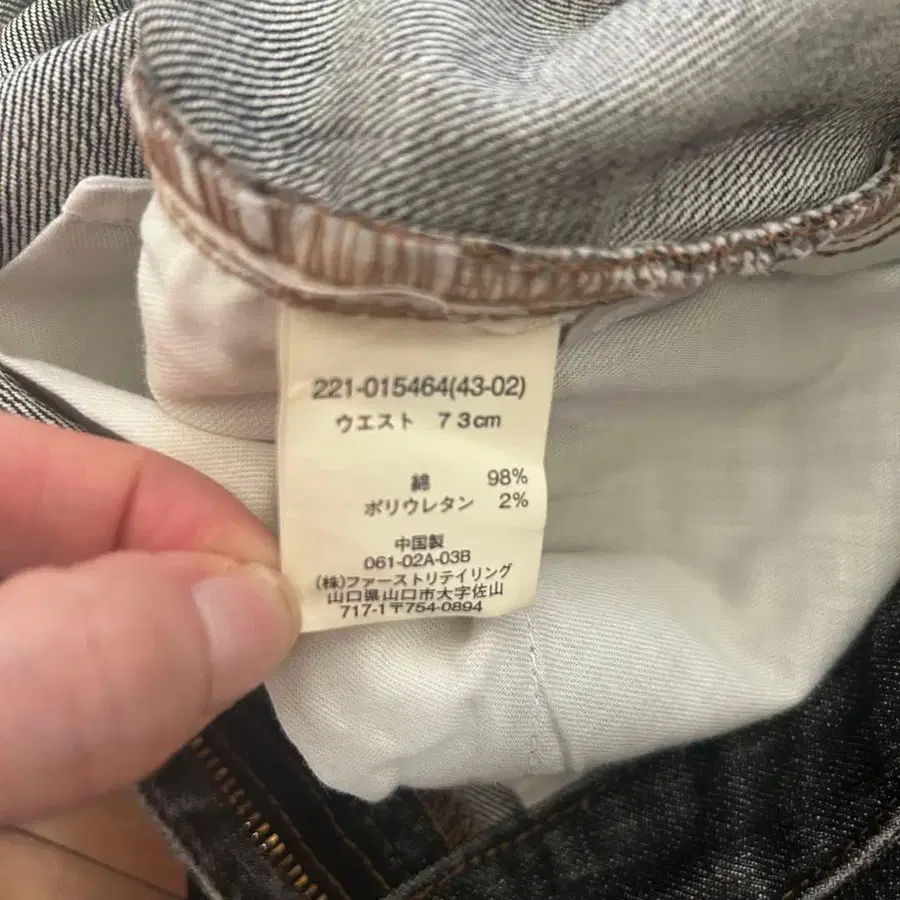 221-015464(43-02)
ウエスト 73cm
綿 98%
ポリウレタン 2%
中国製
061-02A-03B
(株)ファーストリテイリング
山口県山口市大字佐山
717-1〒754-0894